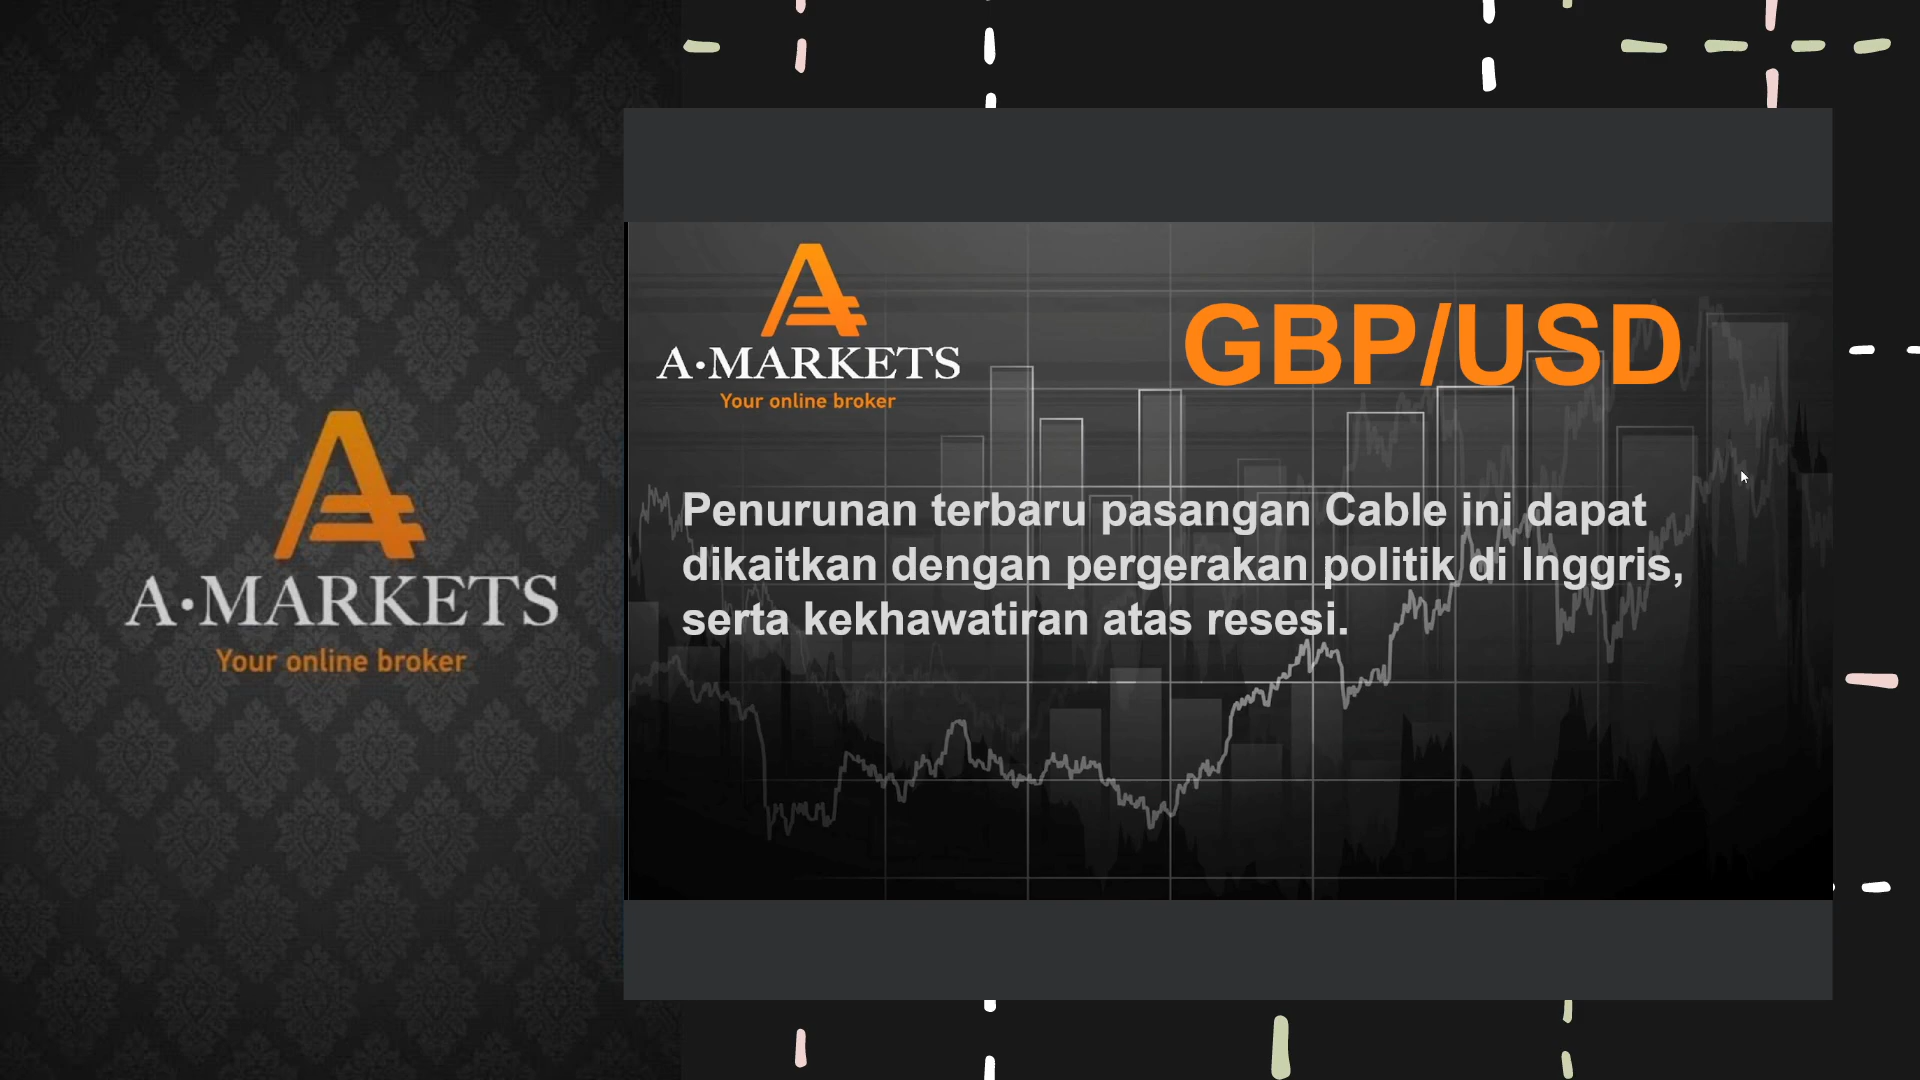 A·MARKETS
Your online broker
A·MARKETS
Your online broker
GBP/USD
Penurunan terbaru pasangan Cable ini dapat
dikaitkan dengan pergerakan politik di Inggris,
serta kekhawatiran atas resesi.